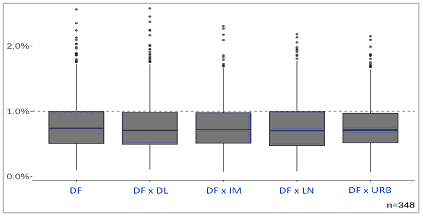 2.0%
1.0%
0.0%
DF DF x DL DF x IM DF x LN DF x URB
n=348